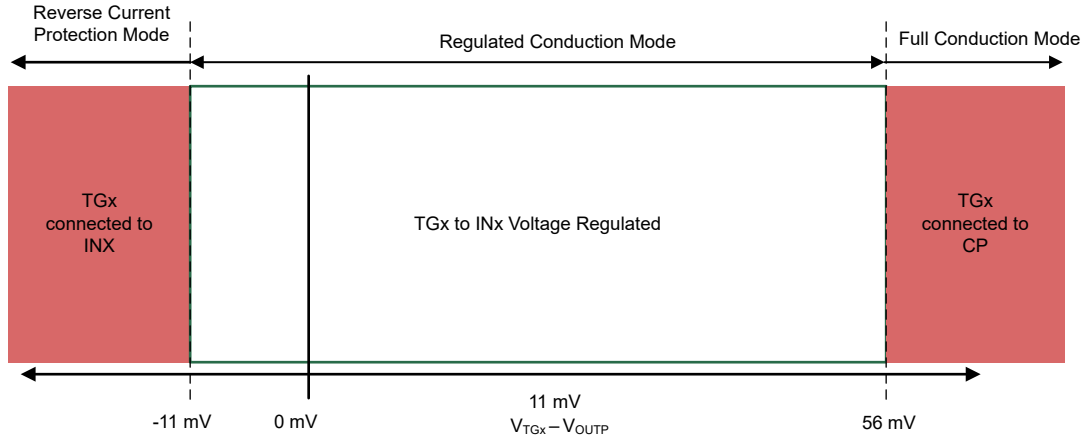 Reverse Current
Protection Mode
Regulated Conduction Mode
Full Conduction Mode
TGx
connected to
INX
TGx to INx Voltage Regulated
TGx
connected to
CP
-11 mV
0 mV
11 mV
VTGx – VOUTP
56 mV